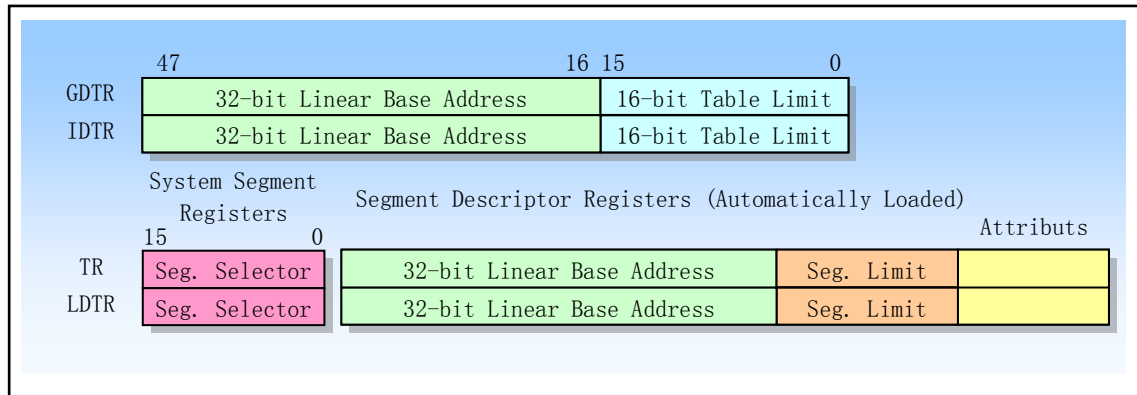 47 16 15 0
GDTR 32-bit Linear Base Address 16-bit Table Limit
IDTR 32-bit Linear Base Address 16-bit Table Limit
System Segment
Registers
Segment Descriptor Registers (Automatically Loaded)
15 0
Attributs
TR Seg. Selector 32-bit Linear Base Address Seg. Limit
LDTR Seg. Selector 32-bit Linear Base Address Seg. Limit